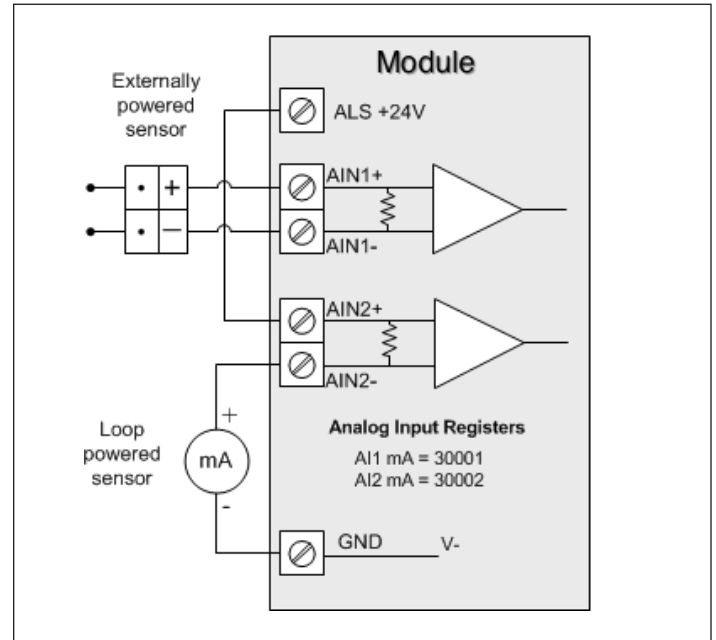 Module
Externally
powered
sensor
ALS +24V
+
AIN1+
–
AIN1-
AIN2+
AIN2-
+
Loop
powered
sensor
mA
-
Analog Input Registers
AI1 mA = 30001
AI2 mA = 30002
GND
V-